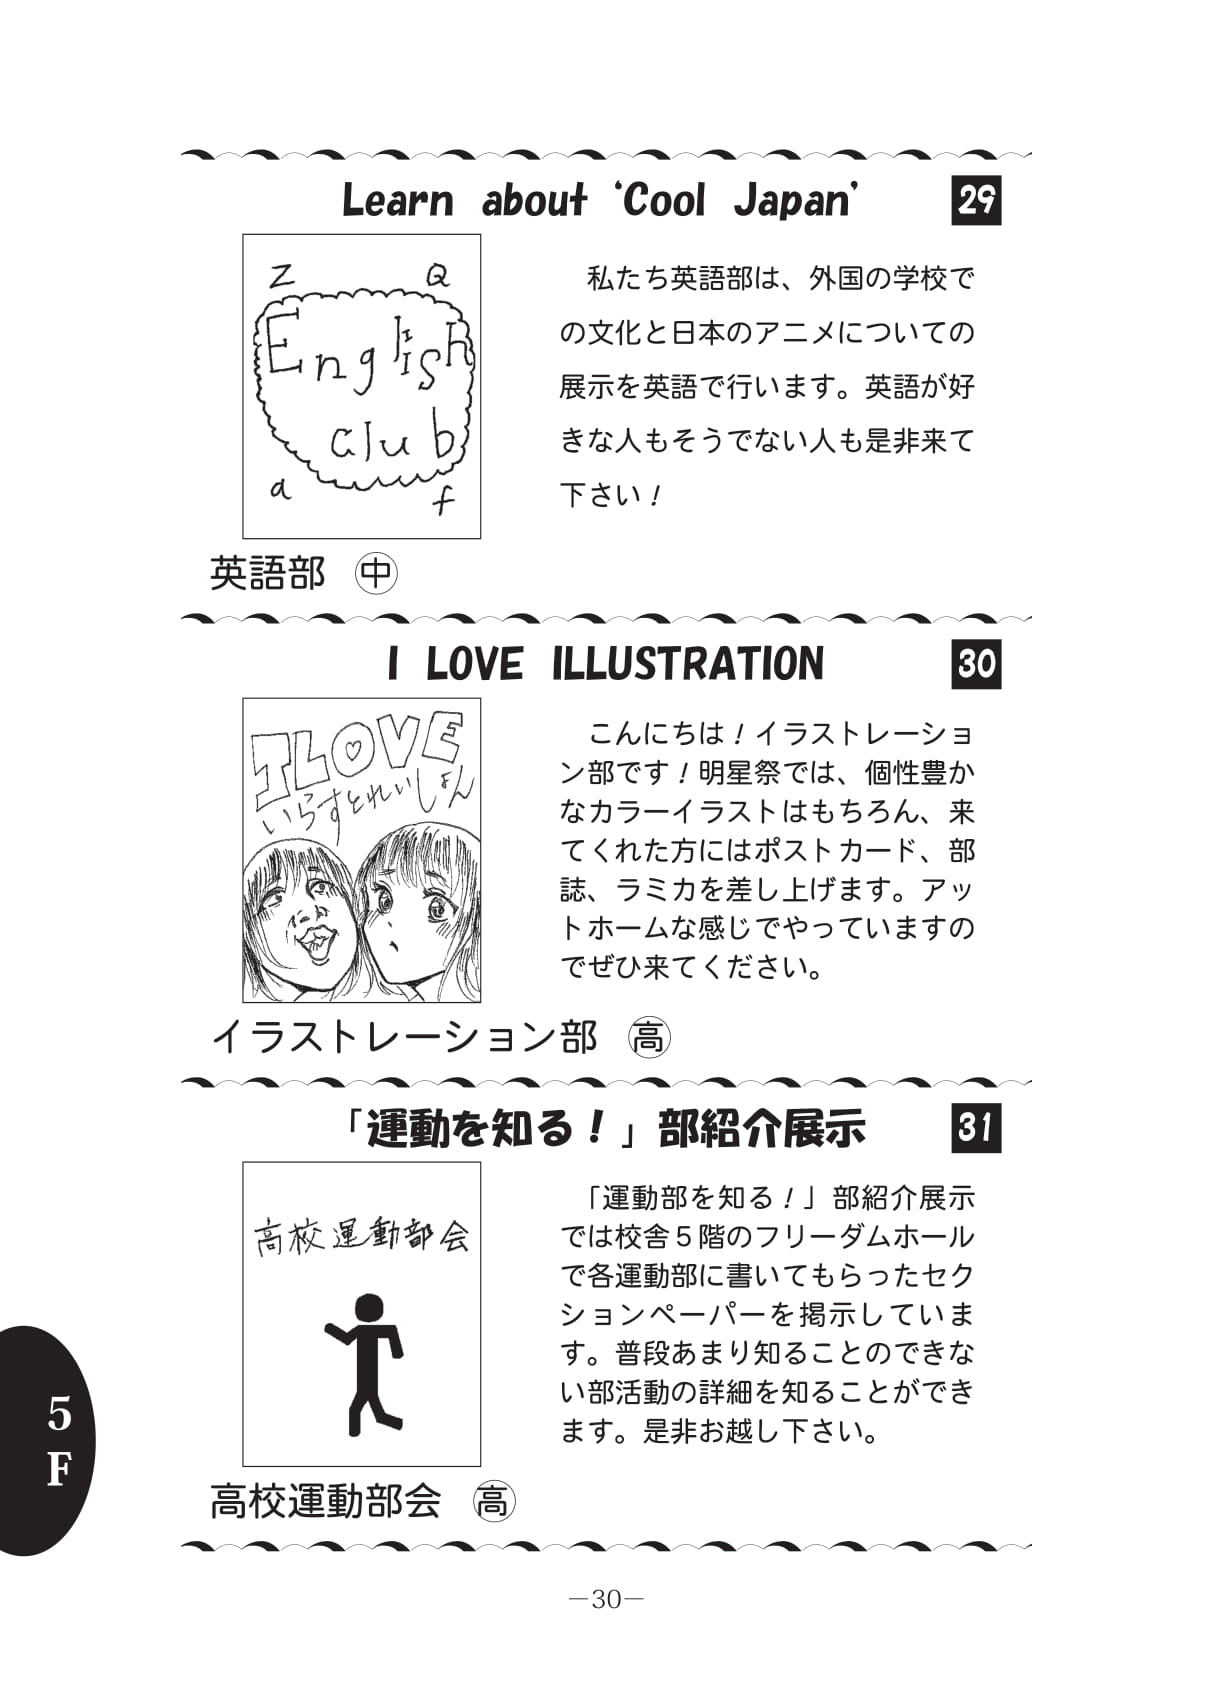 Learn about ‘Cool Japan’
29
Z Q
English
club
a f
私たち英語部は、外国の学校で
の文化と日本のアニメについての
展示を英語で行います。英語が好
きな人もそうでない人も是非来て
下さい！
英語部 ㊥
I LOVE ILLUSTRATION
30
I LOVE
いらすとれいしょん
こんにちは！イラストレーショ
ン部です！明星祭では、個性豊か
なカラーイラストはもちろん、来
てくれた方にはポストカード、部
誌、ラミカを差し上げます。アッ
トホームな感じでやっていますの
でぜひ来てください。
イラストレーション部 高
「運動を知る！」部紹介展示
31
高校運動部会
「運動部を知る！」部紹介展示
では校舎５階のフリーダムホール
で各運動部に書いてもらったセク
ションペーパーを掲示していま
す。普段あまり知ることのできな
い部活動の詳細を知ることができ
ます。是非お越し下さい。
高校運動部会 高
5
F
－30－